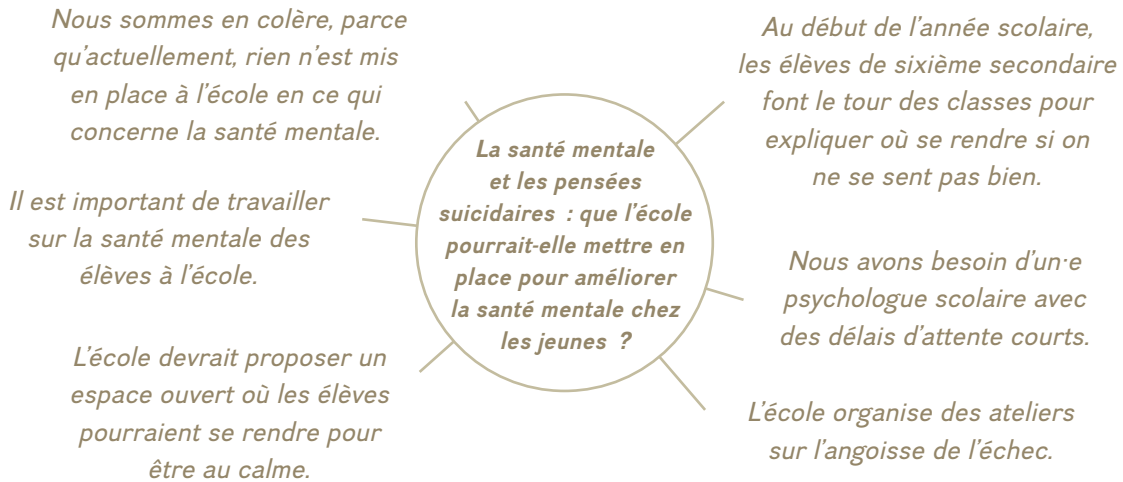 Nous sommes en colère, parce
qu'actuellement, rien n'est mis
en place à l'école en ce qui
concerne la santé mentale.
Il est important de travailler
sur la santé mentale des
élèves à l'école.
L'école devrait proposer un
espace ouvert où les élèves
pourraient se rendre pour
être au calme.
La santé mentale
et les pensées
suicidaires : que l'école
pourrait-elle mettre en
place pour améliorer
la santé mentale chez
les jeunes ?
Au début de l'année scolaire,
les élèves de sixième secondaire
font le tour des classes pour
expliquer où se rendre si on
ne se sent pas bien.
Nous avons besoin d'un·e
psychologue scolaire avec
des délais d'attente courts.
L'école organise des ateliers
sur l'angoisse de l'échec.